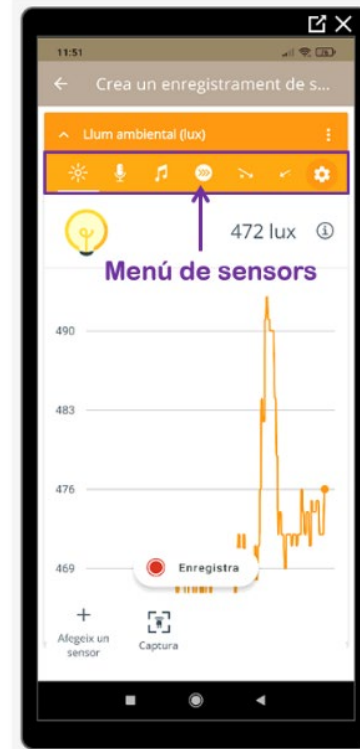 11:51
Crea un enregistrament de s...
Llum ambiental (lux)
472 lux
Menú de sensors
490
483
476
469
Enregistra
Afegeix un
sensor
Captura